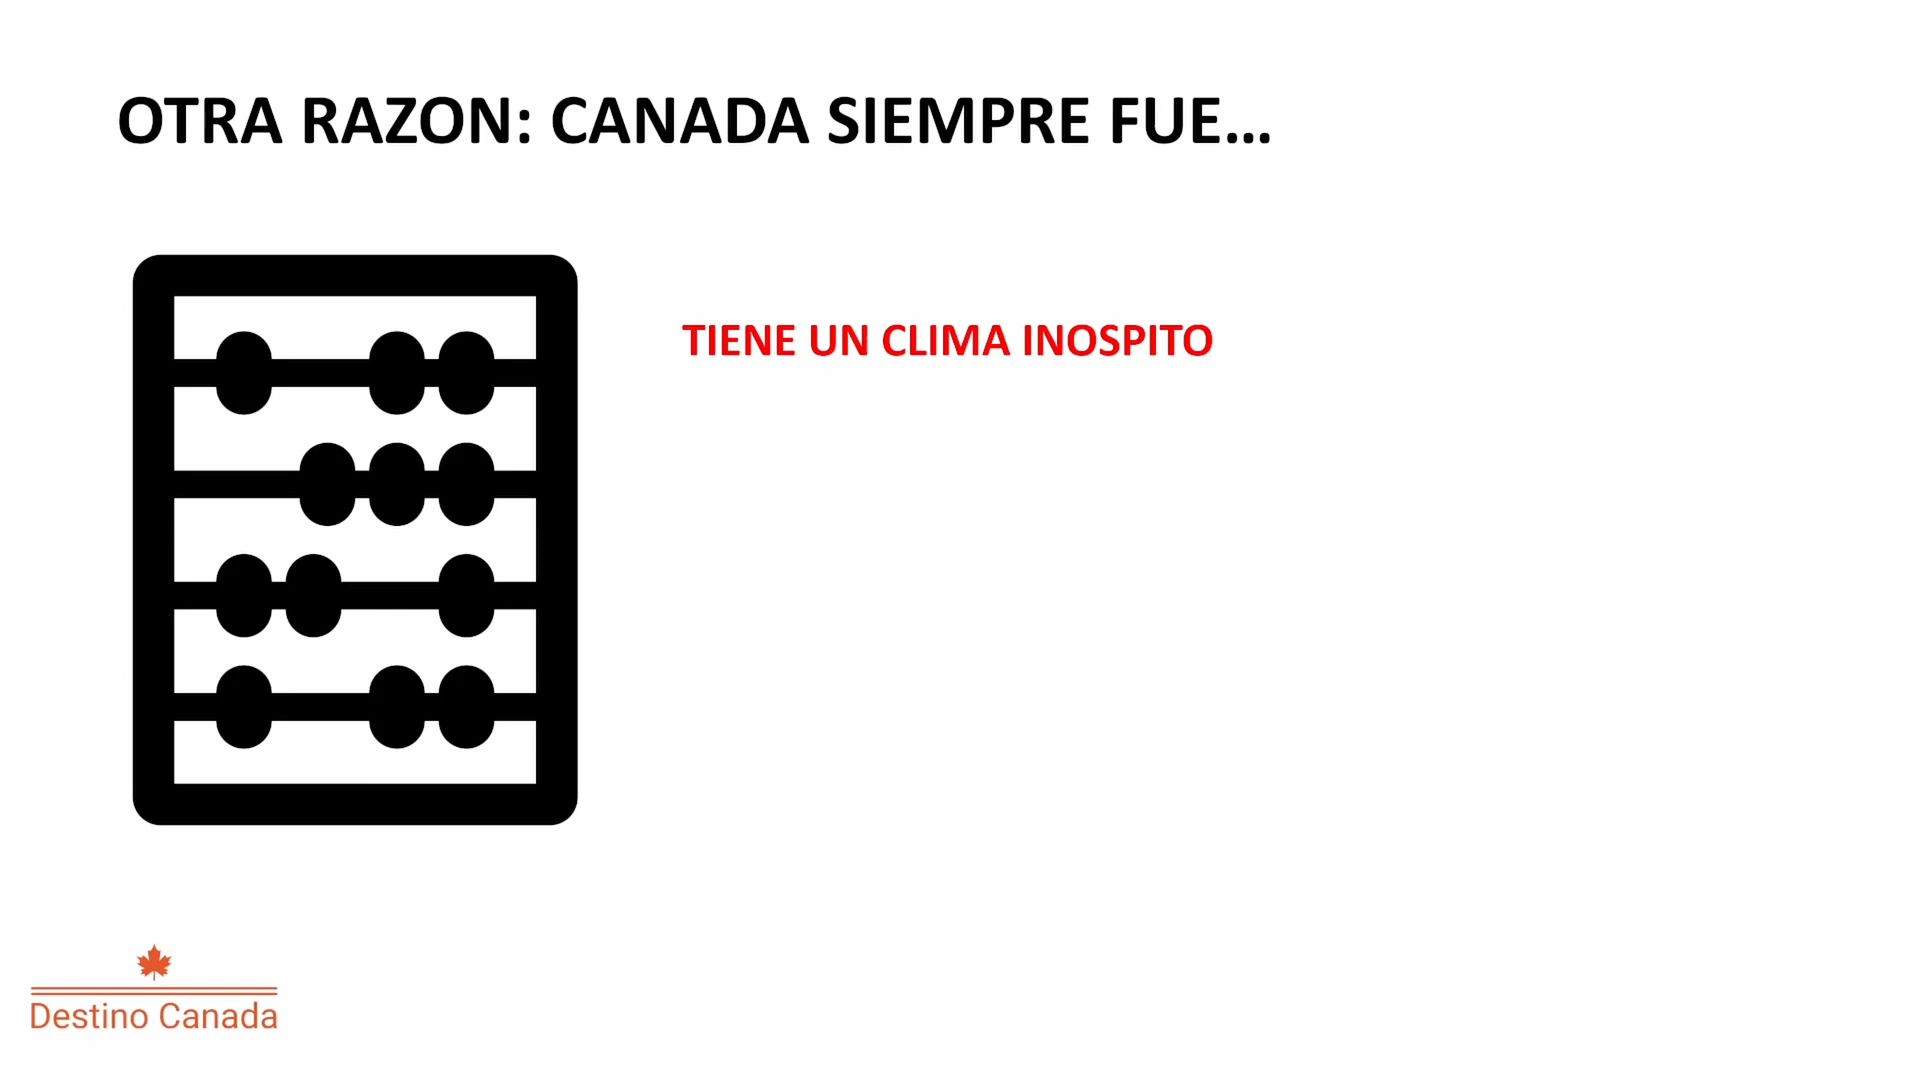 OTRA RAZON: CANADA SIEMPRE FUE...
TIENE UN CLIMA INOSPITO
Destino Canada